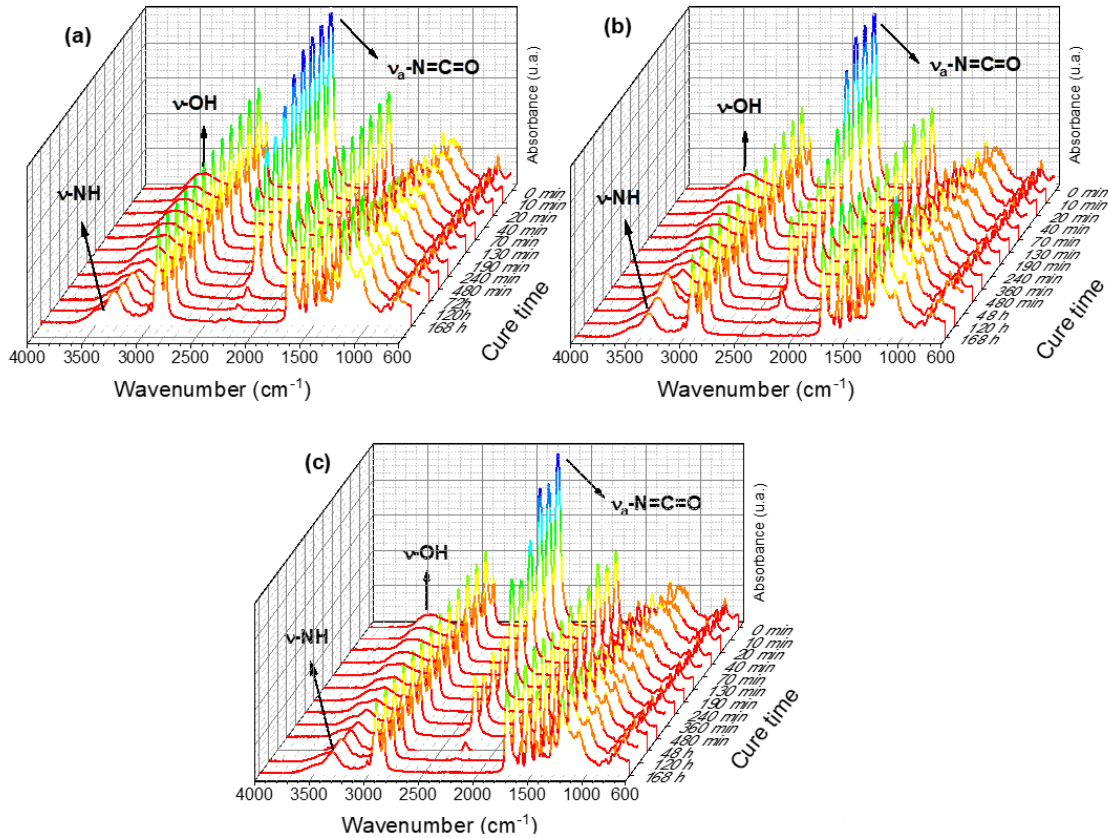 (a)
νa-N=C=O
ν-OH
ν-NH
Absorbance (u.a.)
0 min
10 min
20 min
40 min
70 min
130 min
190 min
240 min
480 min
72h
120h
168 h
Cure time
4000 3500 3000 2500 2000 1500 1000 600
Wavenumber (cm⁻¹)
(b)
νa-N=C=O
ν-OH
ν-NH
Absorbance (u.a.)
0 min
10 min
20 min
40 min
70 min
130 min
190 min
240 min
360 min
480 min
48 h
120 h
168 h
Cure time
4000 3500 3000 2500 2000 1500 1000 600
Wavenumber (cm⁻¹)
(c)
νa-N=C=O
ν-OH
ν-NH
Absorbance (u.a.)
0 min
10 min
20 min
40 min
70 min
130 min
190 min
240 min
360 min
480 min
48 h
120 h
168 h
Cure time
4000 3500 3000 2500 2000 1500 1000 600
Wavenumber (cm⁻¹)